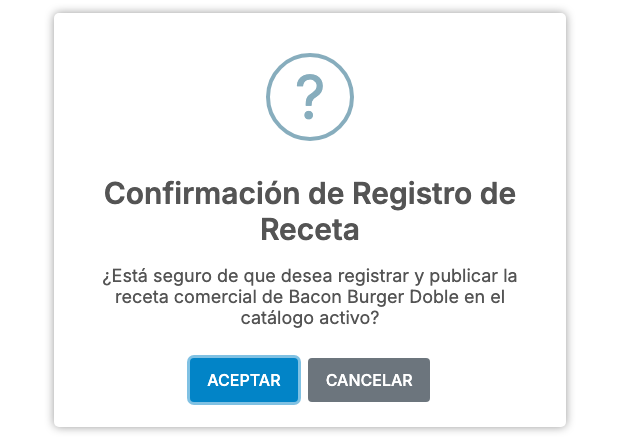 ?
Confirmación de Registro de
Receta
¿Está seguro de que desea registrar y publicar la
receta comercial de Bacon Burger Doble en el
catálogo activo?
ACEPTAR CANCELAR